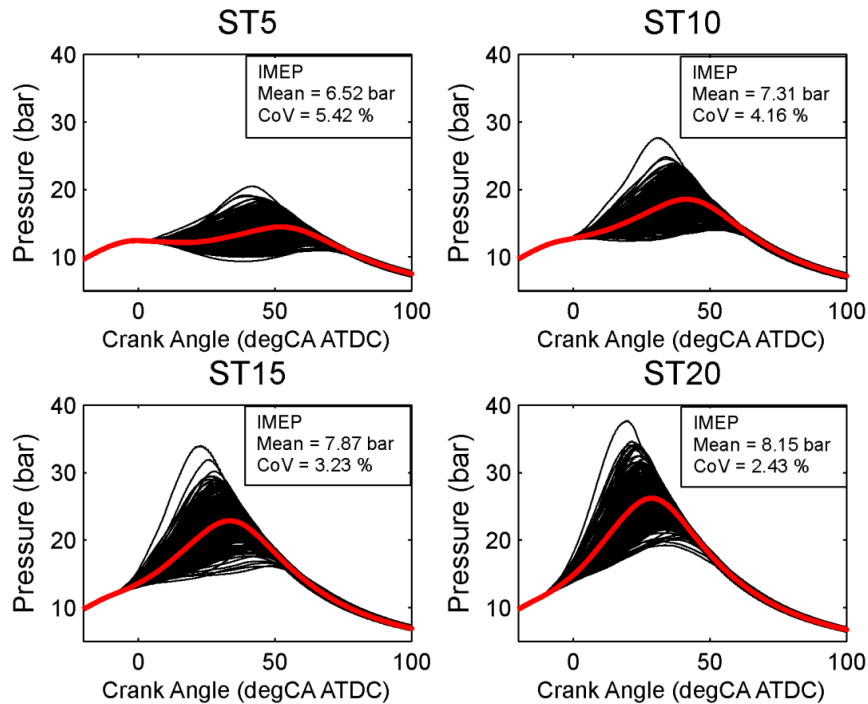 ST5
40
30
20
10
Pressure (bar)
IMEP
Mean = 6.52 bar
CoV = 5.42 %
0
50
100
Crank Angle (degCA ATDC)
ST10
40
30
20
10
Pressure (bar)
IMEP
Mean = 7.31 bar
CoV = 4.16 %
0
50
100
Crank Angle (degCA ATDC)
ST15
40
30
20
10
Pressure (bar)
IMEP
Mean = 7.87 bar
CoV = 3.23 %
0
50
100
Crank Angle (degCA ATDC)
ST20
40
30
20
10
Pressure (bar)
IMEP
Mean = 8.15 bar
CoV = 2.43 %
0
50
100
Crank Angle (degCA ATDC)